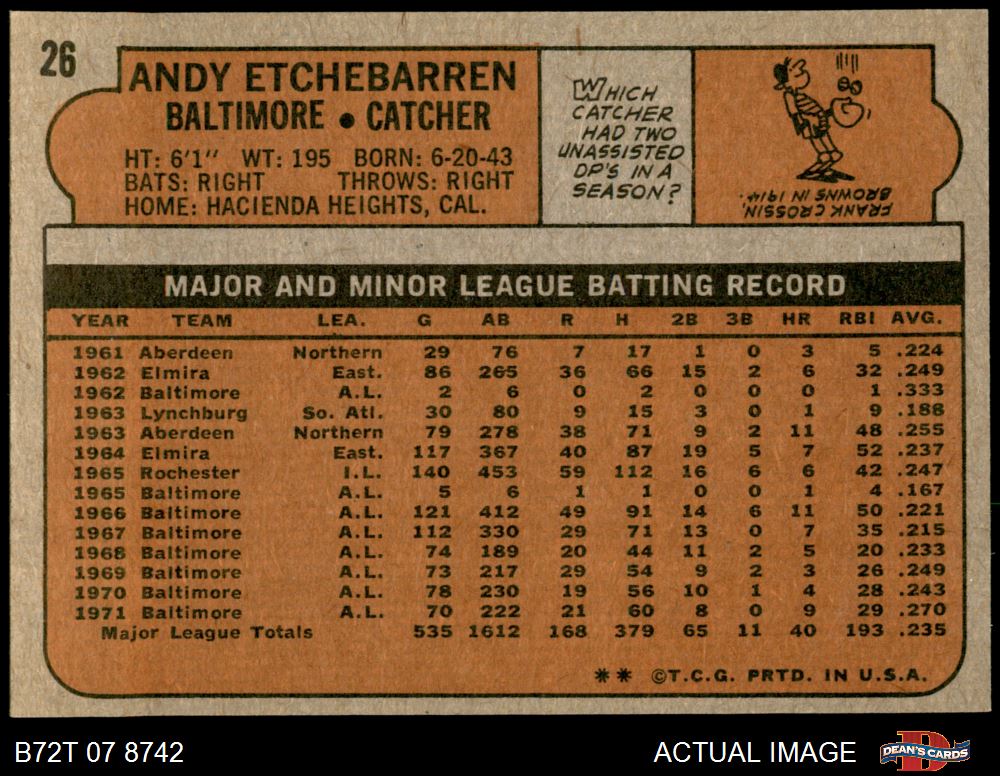 26
ANDY ETCHEBARREN
BALTIMORE • CATCHER
HT: 6'1" WT: 195 BORN: 6-20-43
BATS: RIGHT THROWS: RIGHT
HOME: HACIENDA HEIGHTS, CAL.
WHICH
CATCHER
HAD TWO
UNASSISTED
DP'S IN A
SEASON?
FRANK CROSSIN,
BROWNS IN 1914.
MAJOR AND MINOR LEAGUE BATTING RECORD
YEAR TEAM LEA. G AB R H 2B 3B HR RBI AVG.
1961 Aberdeen Northern 29 76 7 17 1 0 3 5 .224
1962 Elmira East. 86 265 36 66 15 2 6 32 .249
1962 Baltimore A.L. 2 6 0 2 0 0 0 1 .333
1963 Lynchburg So. Atl. 30 80 9 15 3 0 1 9 .188
1963 Aberdeen Northern 79 278 38 71 9 2 11 48 .255
1964 Elmira East. 117 367 40 87 19 5 7 52 .237
1965 Rochester I.L. 140 453 59 112 16 6 6 42 .247
1965 Baltimore A.L. 5 6 1 1 0 0 1 4 .167
1966 Baltimore A.L. 121 412 49 91 14 6 11 50 .221
1967 Baltimore A.L. 112 330 29 71 13 0 7 35 .215
1968 Baltimore A.L. 74 189 20 44 11 2 5 20 .233
1969 Baltimore A.L. 73 217 29 54 9 2 3 26 .249
1970 Baltimore A.L. 78 230 19 56 10 1 4 28 .243
1971 Baltimore A.L. 70 222 21 60 8 0 9 29 .270
Major League Totals 535 1612 168 379 65 11 40 193 .235
** ©T.C.G. PRTD. IN U.S.A.
B72T 07 8742
ACTUAL IMAGE
D
DEAN'S CARDS